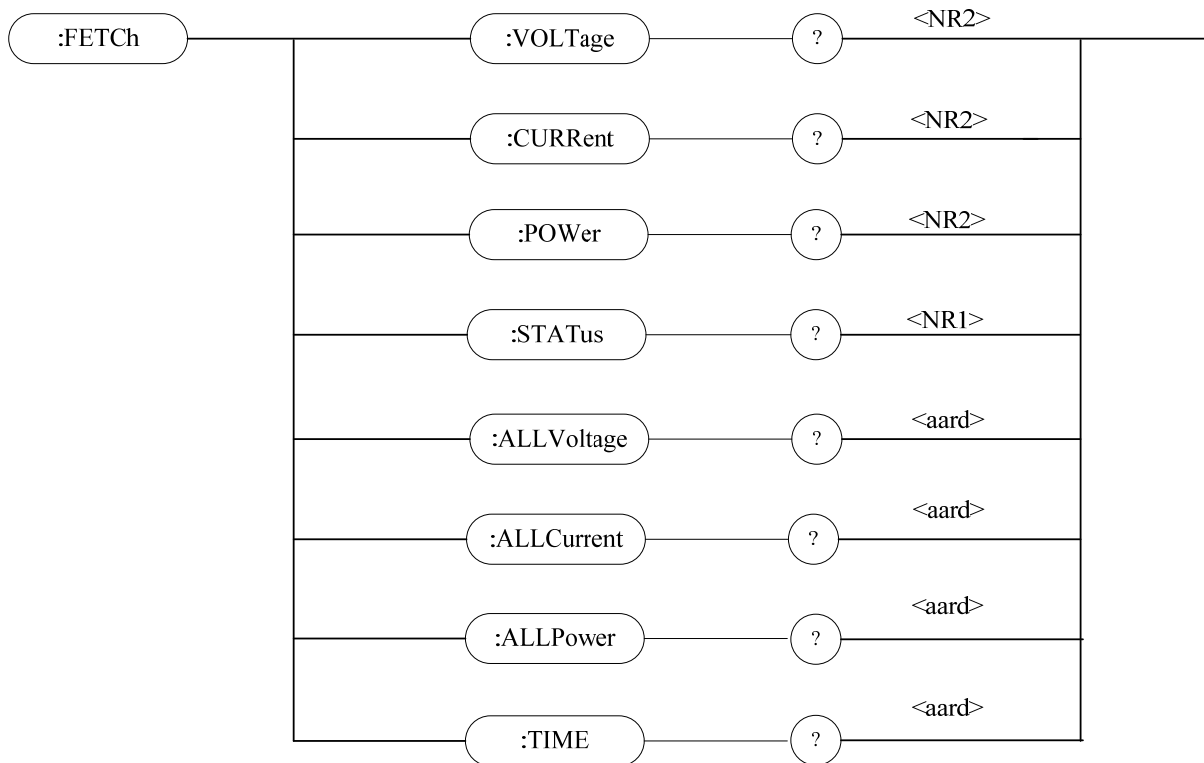 :FETCh :VOLTage ? <NR2>
:CURRent ? <NR2>
:POWer ? <NR2>
:STATus ? <NR1>
:ALLVoltage ? <aard>
:ALLCurrent ? <aard>
:ALLPower ? <aard>
:TIME ? <aard>